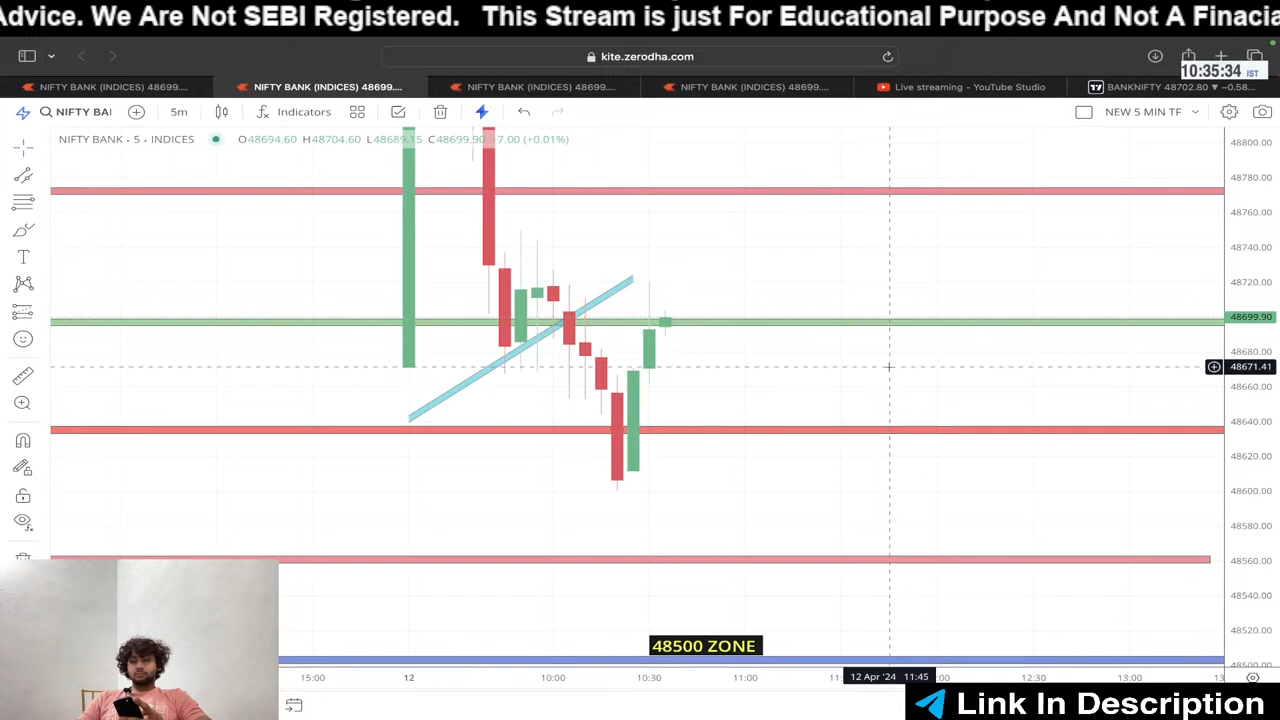 Advice. We Are Not SEBI Registered. This Stream is just For Educational Purpose And Not A Finacia
kite.zerodha.com
10:35:34 IST
NIFTY BANK (INDICES) 48699....
NIFTY BANK (INDICES) 48699....
NIFTY BANK (INDICES) 48699....
NIFTY BANK (INDICES) 48699....
Live streaming - YouTube Studio
BANKNIFTY 48702.80 ▼ −0.58...
NIFTY BAI
5m
Indicators
NEW 5 MIN TF
NIFTY BANK · 5 · INDICES
O48694.60 H48704.60 L48689.15 C48699.90 +7.00 (+0.01%)
48800.00
48780.00
48760.00
48740.00
48720.00
48699.90
48680.00
48671.41
48660.00
48640.00
48620.00
48600.00
48580.00
48560.00
48540.00
48520.00
48500.00
48500 ZONE
15:00
12
10:00
10:30
11:00
12 Apr '24 11:45
12:30
13:00
Link In Description